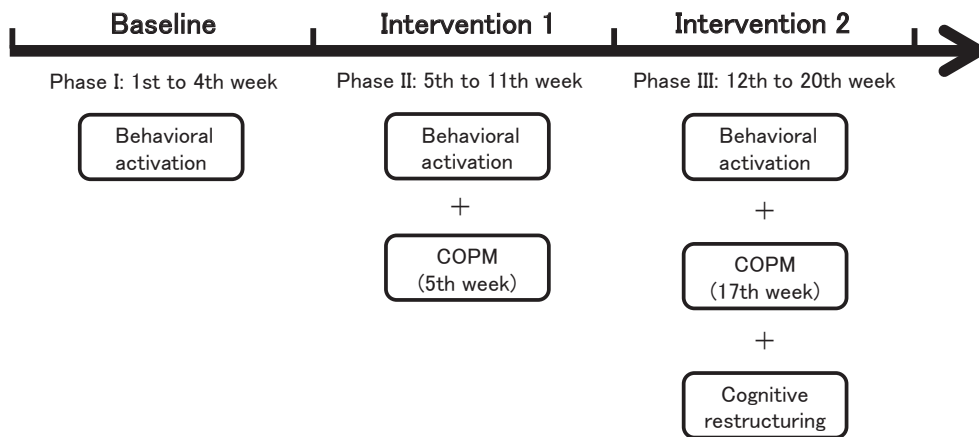 Baseline
Intervention 1
Intervention 2
Phase I: 1st to 4th week
Phase II: 5th to 11th week
Phase III: 12th to 20th week
Behavioral
activation
Behavioral
activation
+
COPM
(5th week)
Behavioral
activation
+
COPM
(17th week)
+
Cognitive
restructuring